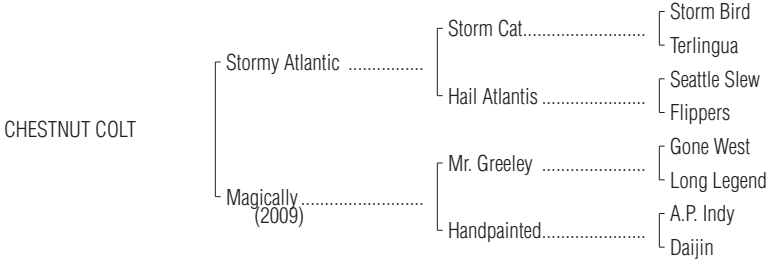 Storm Bird
Storm Cat..........................
Terlingua
Stormy Atlantic ................
Seattle Slew
Hail Atlantis ......................
Flippers
CHESTNUT COLT
Gone West
Mr. Greeley ......................
Long Legend
Magically..........................
(2009)
A.P. Indy
Handpainted......................
Daijin